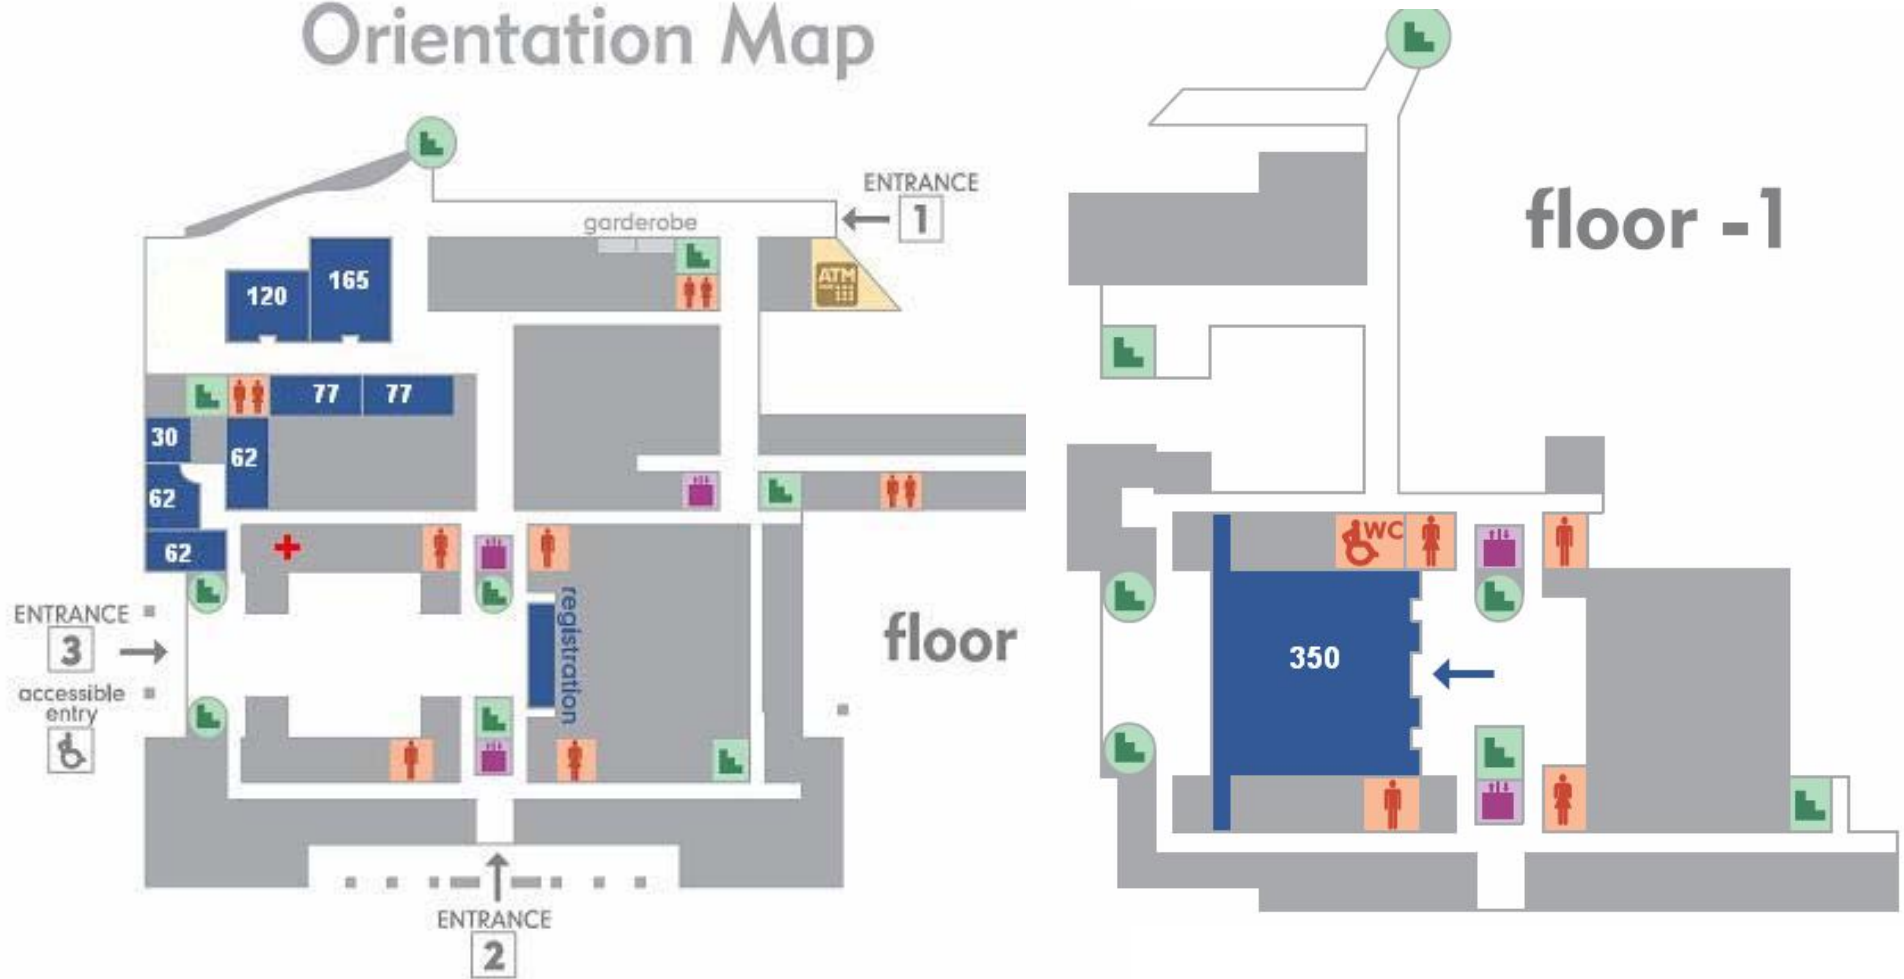 Orientation Map
ENTRANCE
1
garderobe
ATM
165
120
77
77
30
62
62
62
registration
ENTRANCE
3
accessible
entry
floor
ENTRANCE
2
floor -1
WC
350